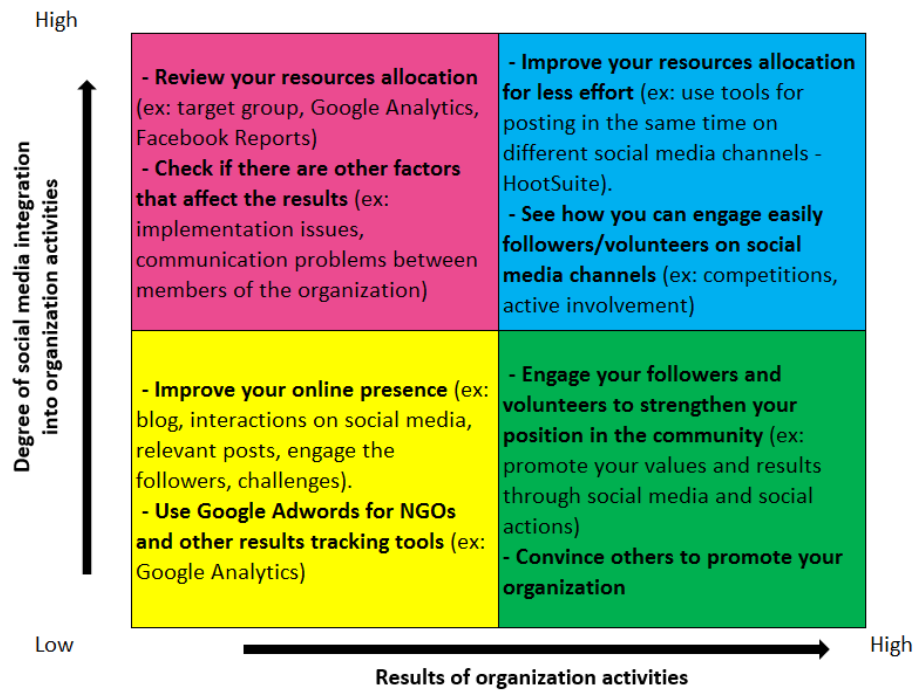 High
- Review your resources allocation
(ex: target group, Google Analytics,
Facebook Reports)
- Check if there are other factors
that affect the results (ex:
implementation issues,
communication problems between
members of the organization)
- Improve your resources allocation
for less effort (ex: use tools for
posting in the same time on
different social media channels -
HootSuite).
- See how you can engage easily
followers/volunteers on social
media channels (ex: competitions,
active involvement)
Degree of social media integration
into organization activities
- Improve your online presence (ex:
blog, interactions on social media,
relevant posts, engage the
followers, challenges).
- Use Google Adwords for NGOs
and other results tracking tools (ex:
Google Analytics)
- Engage your followers and
volunteers to strengthen your
position in the community (ex:
promote your values and results
through social media and social
actions)
- Convince others to promote your
organization
Low
High
Results of organization activities